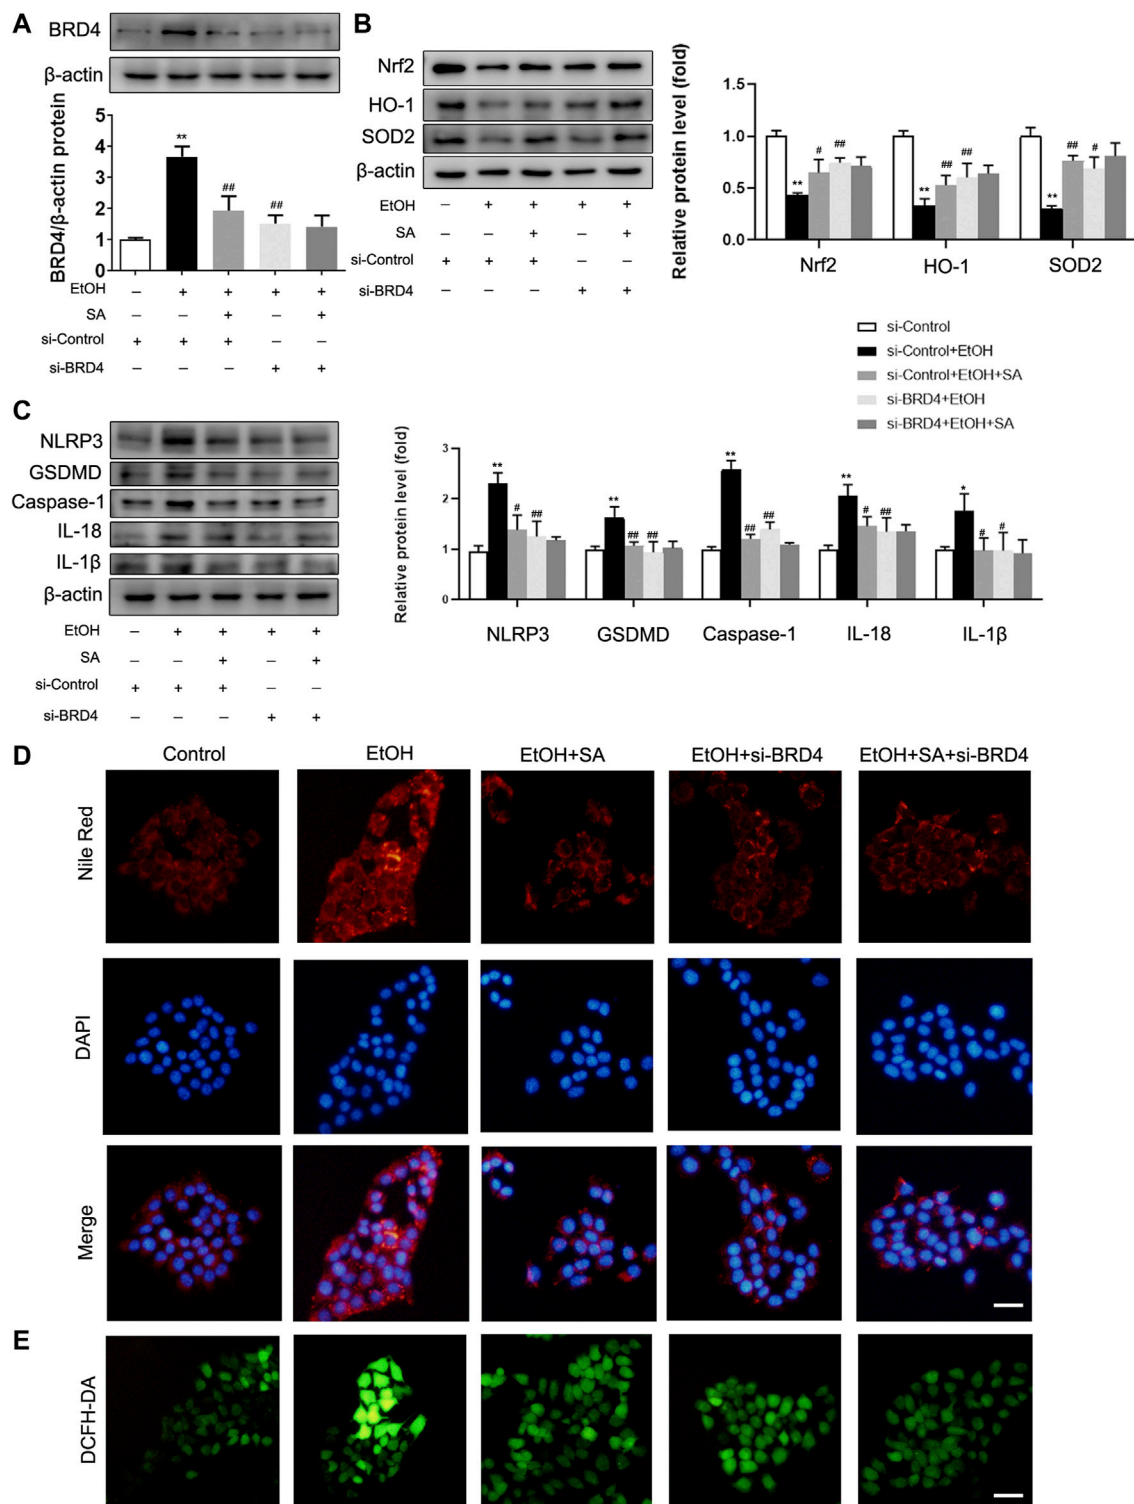 A
BRD4
β-actin
BRD4/β-actin protein
5
4
3
2
1
0
**
##
##
EtOH – + + + +
SA – – + – +
si-Control + + + – –
si-BRD4 – – – + +
B
Nrf2
HO-1
SOD2
β-actin
EtOH – + + + +
SA – – + – +
si-Control + + + – –
si-BRD4 – – – + +
Relative protein level (fold)
1.5
1.0
0.5
0.0
** # ##
** ## ##
** ## #
Nrf2 HO-1 SOD2
si-Control
si-Control+EtOH
si-Control+EtOH+SA
si-BRD4+EtOH
si-BRD4+EtOH+SA
C
NLRP3
GSDMD
Caspase-1
IL-18
IL-1β
β-actin
EtOH – + + + +
SA – – + – +
si-Control + + + – –
si-BRD4 – – – + +
Relative protein level (fold)
3
2
1
0
** # ##
** ## ##
** ## ##
** # ##
* # #
NLRP3 GSDMD Caspase-1 IL-18 IL-1β
D
Control EtOH EtOH+SA EtOH+si-BRD4 EtOH+SA+si-BRD4
Nile Red
DAPI
Merge
E
DCFH-DA